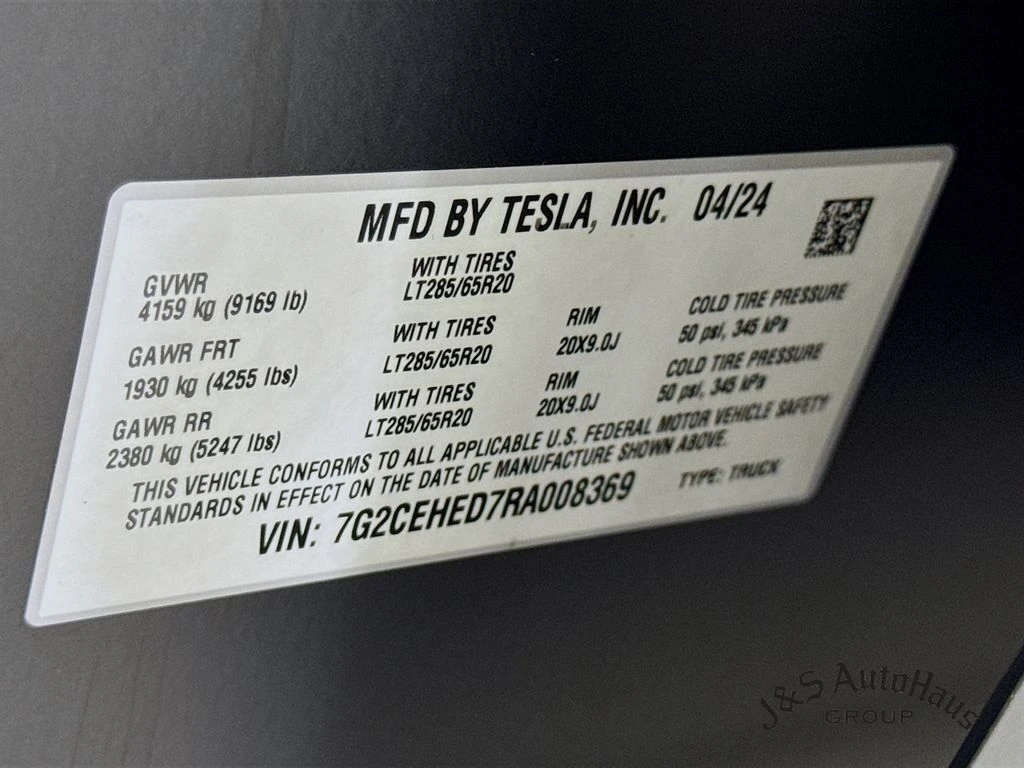 MFD BY TESLA, INC. 04/24
GVWR
4159 kg (9169 lb)
WITH TIRES
LT285/65R20
GAWR FRT
1930 kg (4255 lbs)
WITH TIRES
LT285/65R20
RIM
20X9.0J
COLD TIRE PRESSURE
50 psi, 345 kPa
GAWR RR
2380 kg (5247 lbs)
WITH TIRES
LT285/65R20
RIM
20X9.0J
COLD TIRE PRESSURE
50 psi, 345 kPa
THIS VEHICLE CONFORMS TO ALL APPLICABLE U.S. FEDERAL MOTOR VEHICLE SAFETY
STANDARDS IN EFFECT ON THE DATE OF MANUFACTURE SHOWN ABOVE.
VIN: 7G2CEHED7RA008369
TYPE: TRUCK
J&S AutoHaus
GROUP